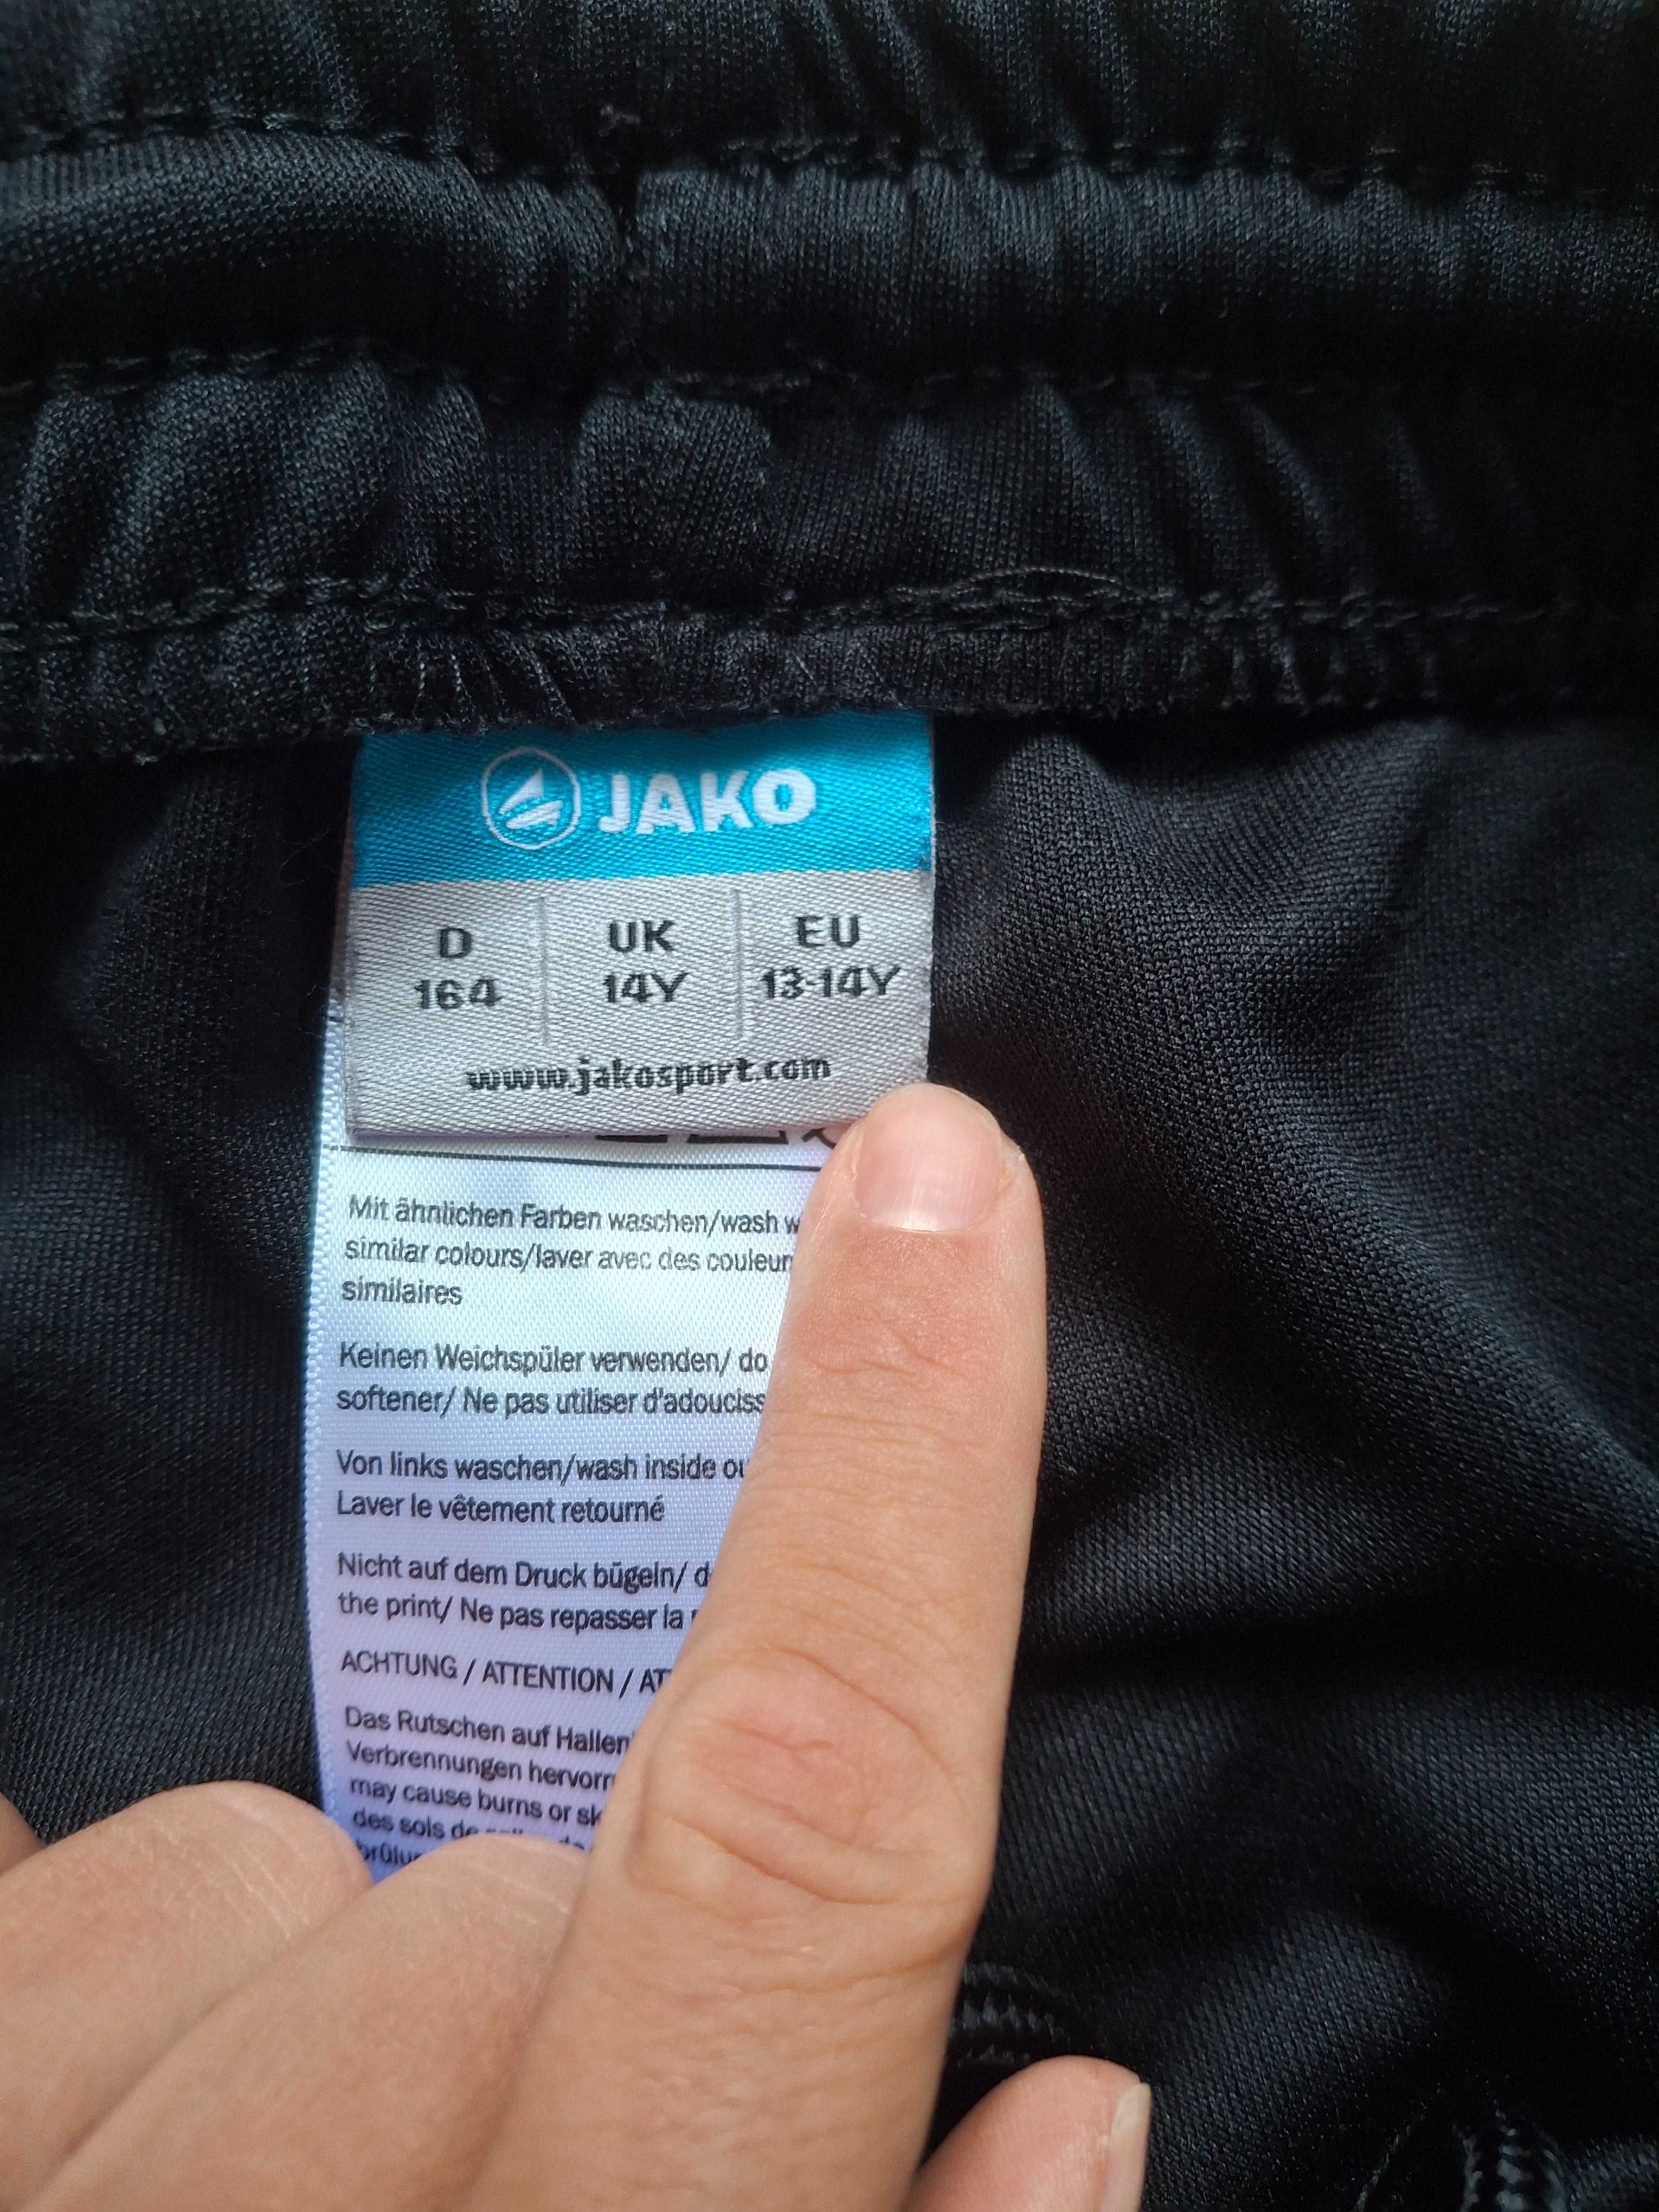 JAKO
D UK EU
164 14Y 13-14Y
www.jakosport.com
Mit ähnlichen Farben waschen/wash
similar colours/laver avec des couleur
similaires
Keinen Weichspüler verwenden/ do
softener/ Ne pas utiliser d'adouciss
Von links waschen/wash inside
Laver le vêtement retourné
Nicht auf dem Druck bügeln/ d
the print/ Ne pas repasser la
ACHTUNG / ATTENTION / AT
Das Rutschen auf Hallen
Verbrennungen hervorr
may cause burns or sk
des sols
brûlu